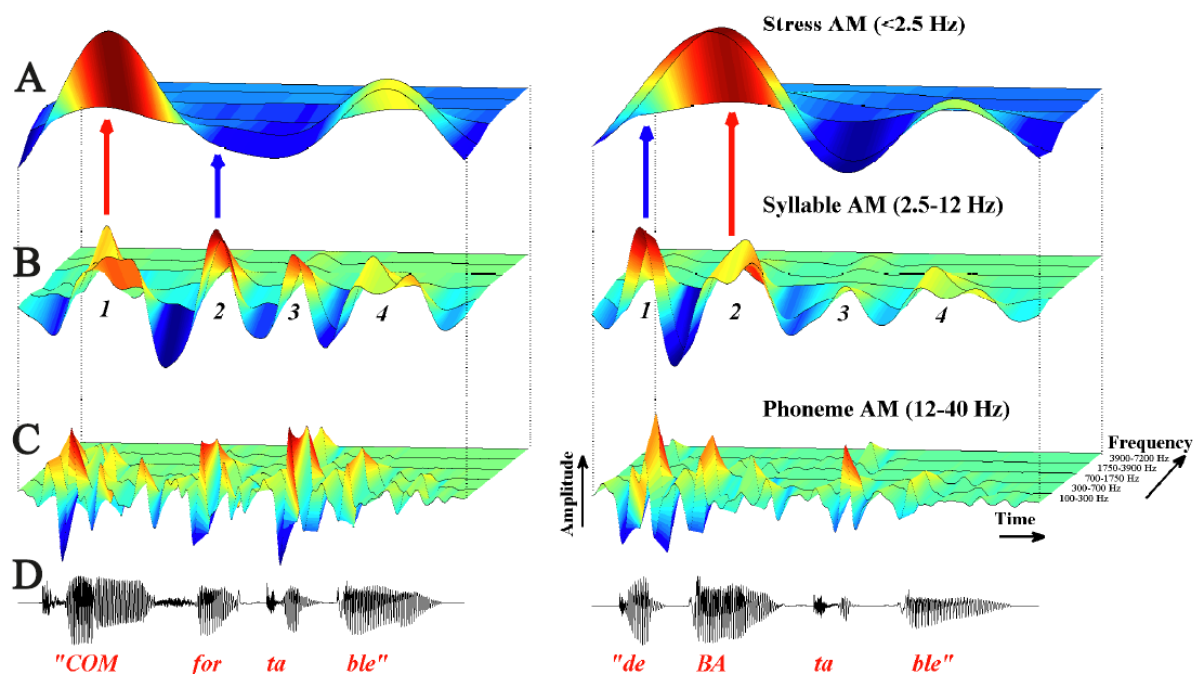 Stress AM (<2.5 Hz)
A
Syllable AM (2.5-12 Hz)
B
1 2 3 4
1 2 3 4
Phoneme AM (12-40 Hz)
C
Frequency
3900-7200 Hz
1750-3900 Hz
700-1750 Hz
300-700 Hz
100-300 Hz
Amplitude
Time
D
"COM for ta ble"
"de BA ta ble"